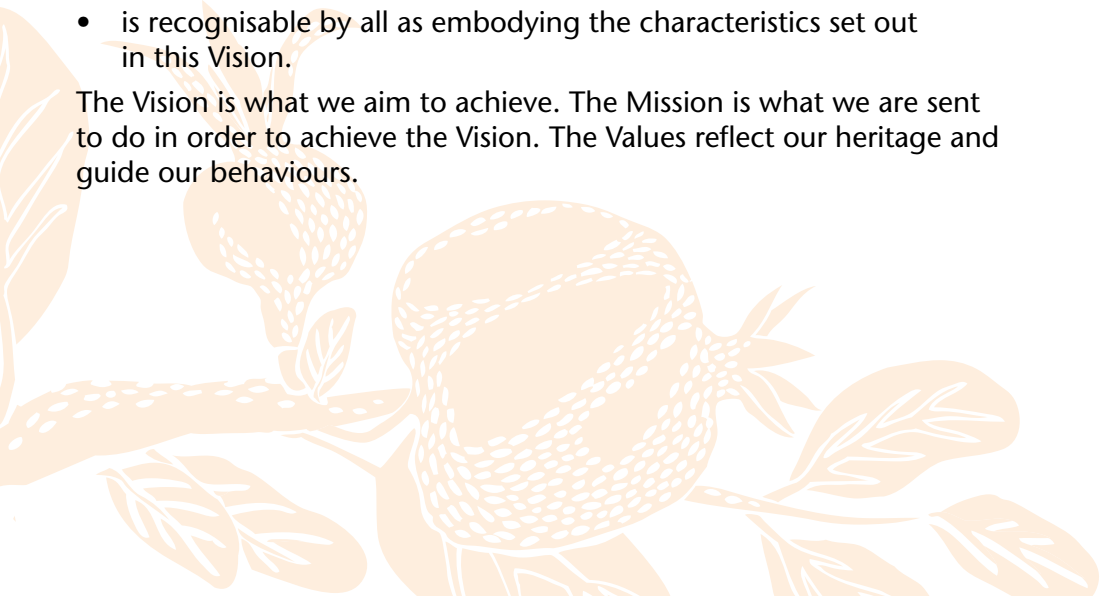 • is recognisable by all as embodying the characteristics set out
in this Vision.
The Vision is what we aim to achieve. The Mission is what we are sent
to do in order to achieve the Vision. The Values reflect our heritage and
guide our behaviours.